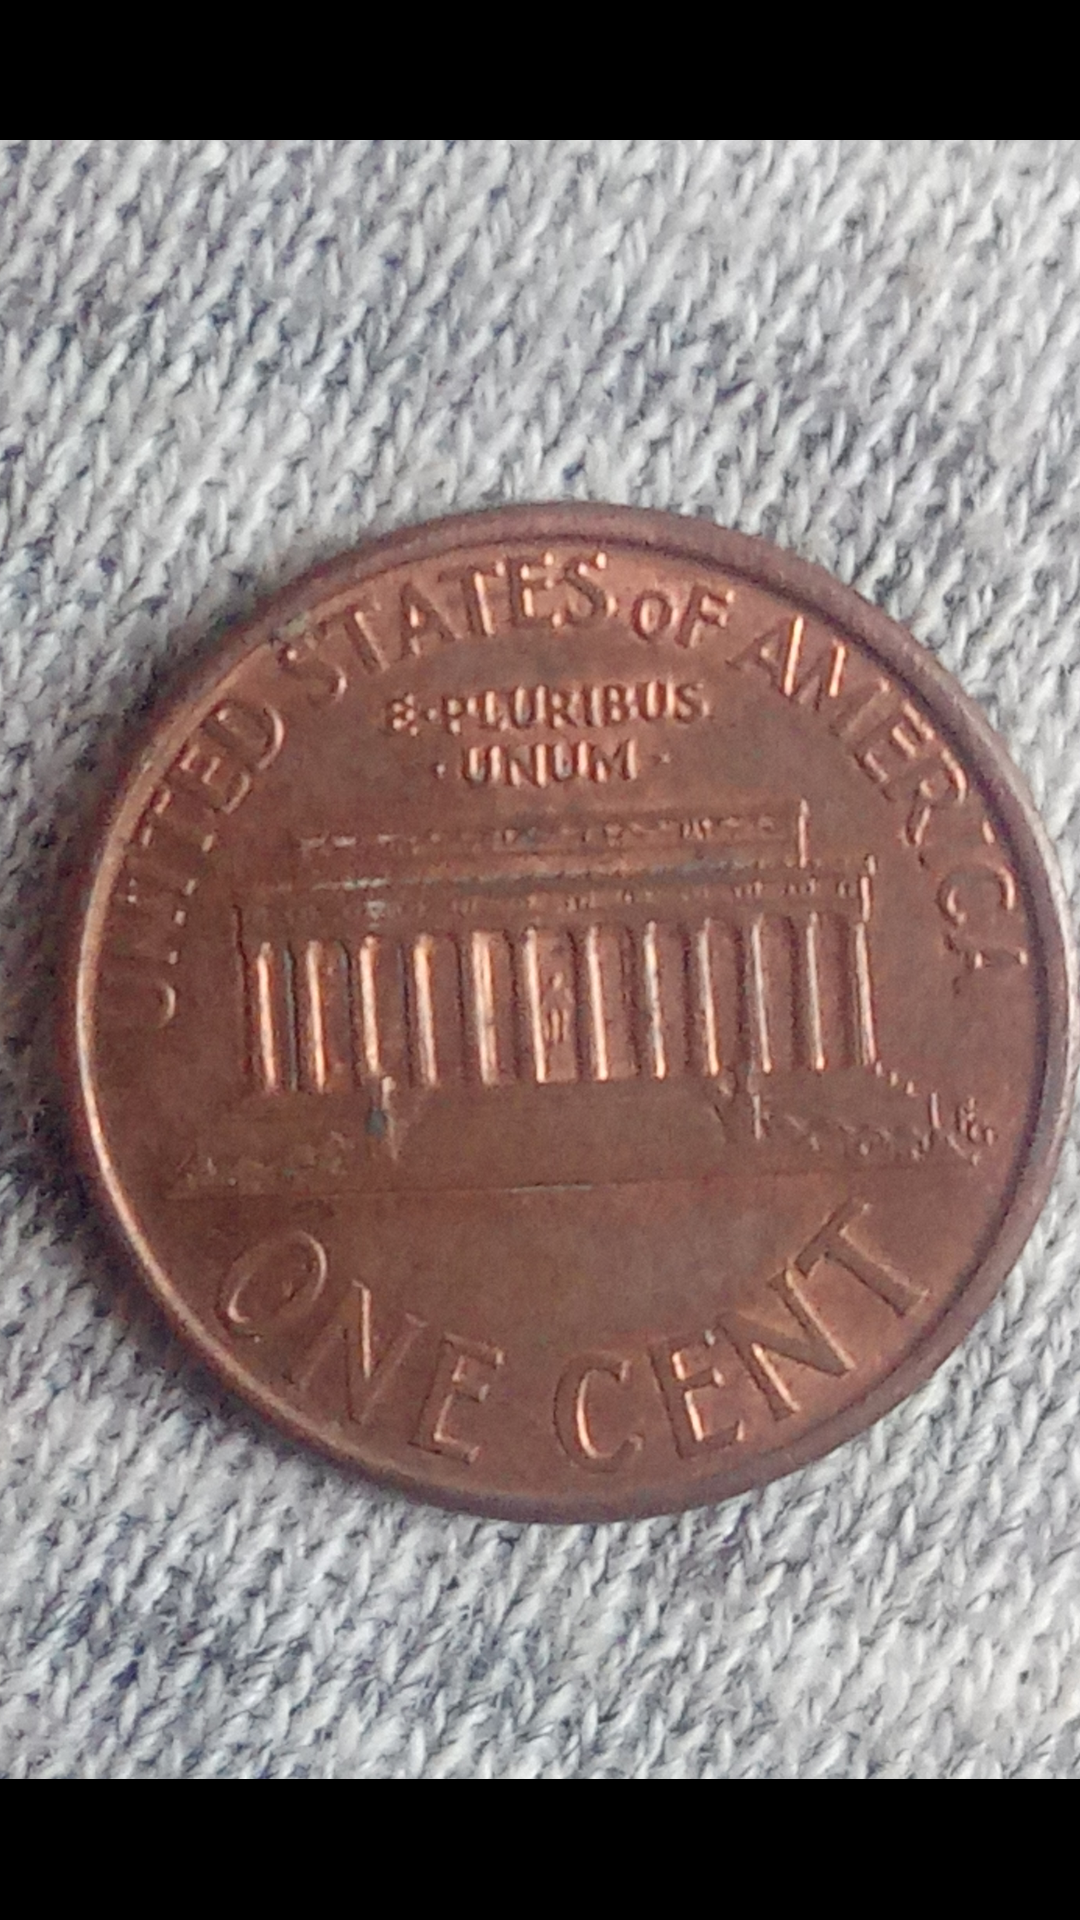 UNITED STATES OF AMERICA
E·PLURIBUS
·UNUM·
ONE CENT